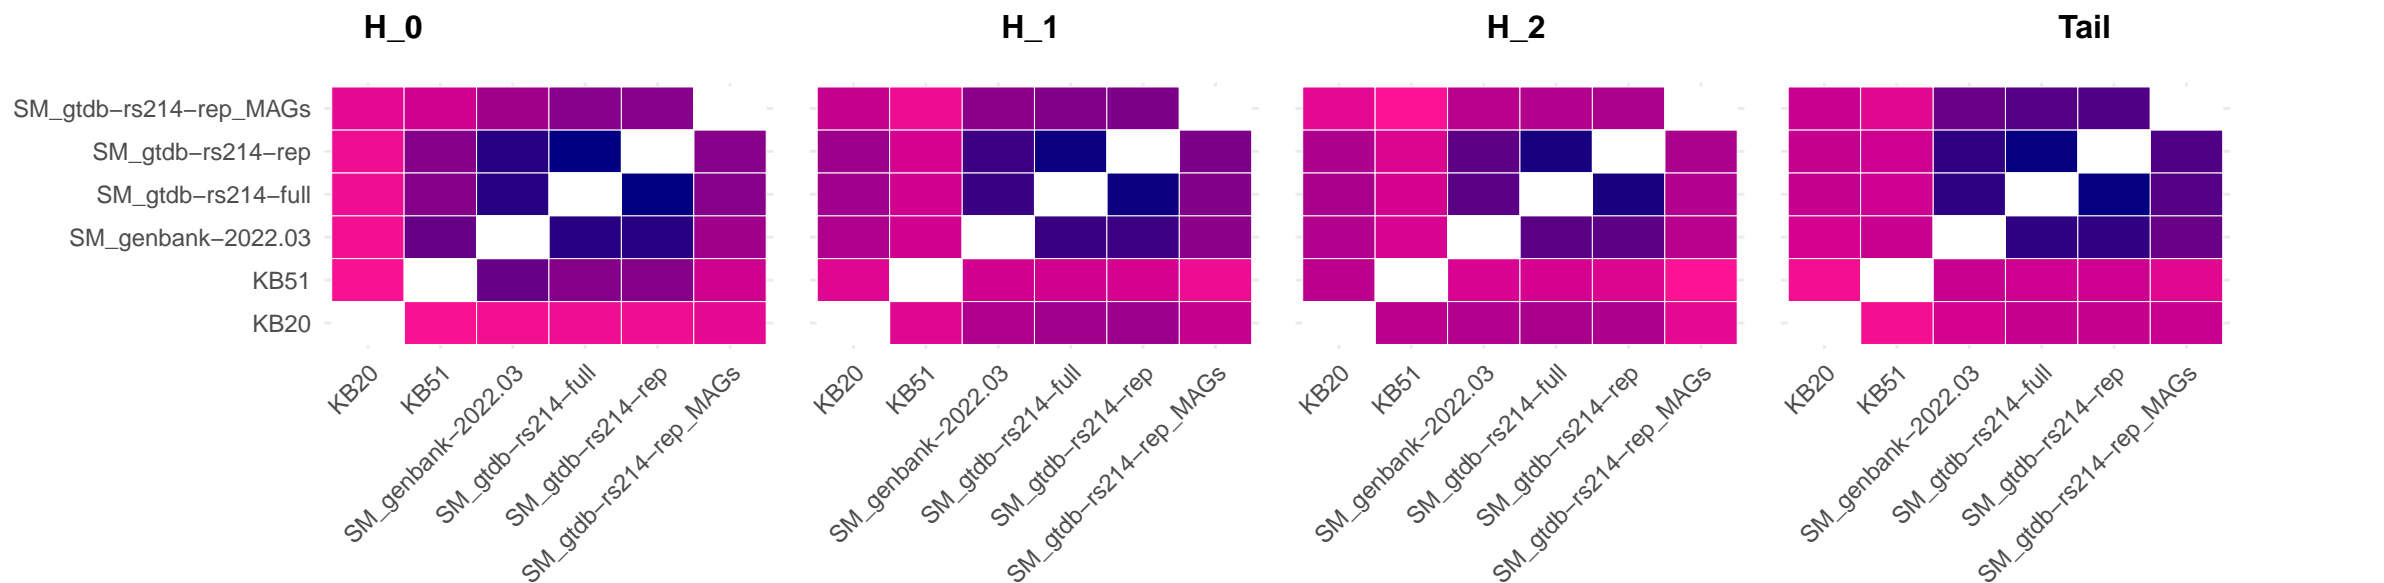 H_0
H_1
H_2
Tail
SM_gtdb−rs214−rep_MAGs
SM_gtdb−rs214−rep
SM_gtdb−rs214−full
SM_genbank−2022.03
KB51
KB20
KB20
KB51
SM_genbank−2022.03
SM_gtdb−rs214−full
SM_gtdb−rs214−rep
SM_gtdb−rs214−rep_MAGs
KB20
KB51
SM_genbank−2022.03
SM_gtdb−rs214−full
SM_gtdb−rs214−rep
SM_gtdb−rs214−rep_MAGs
KB20
KB51
SM_genbank−2022.03
SM_gtdb−rs214−full
SM_gtdb−rs214−rep
SM_gtdb−rs214−rep_MAGs
KB20
KB51
SM_genbank−2022.03
SM_gtdb−rs214−full
SM_gtdb−rs214−rep
SM_gtdb−rs214−rep_MAGs